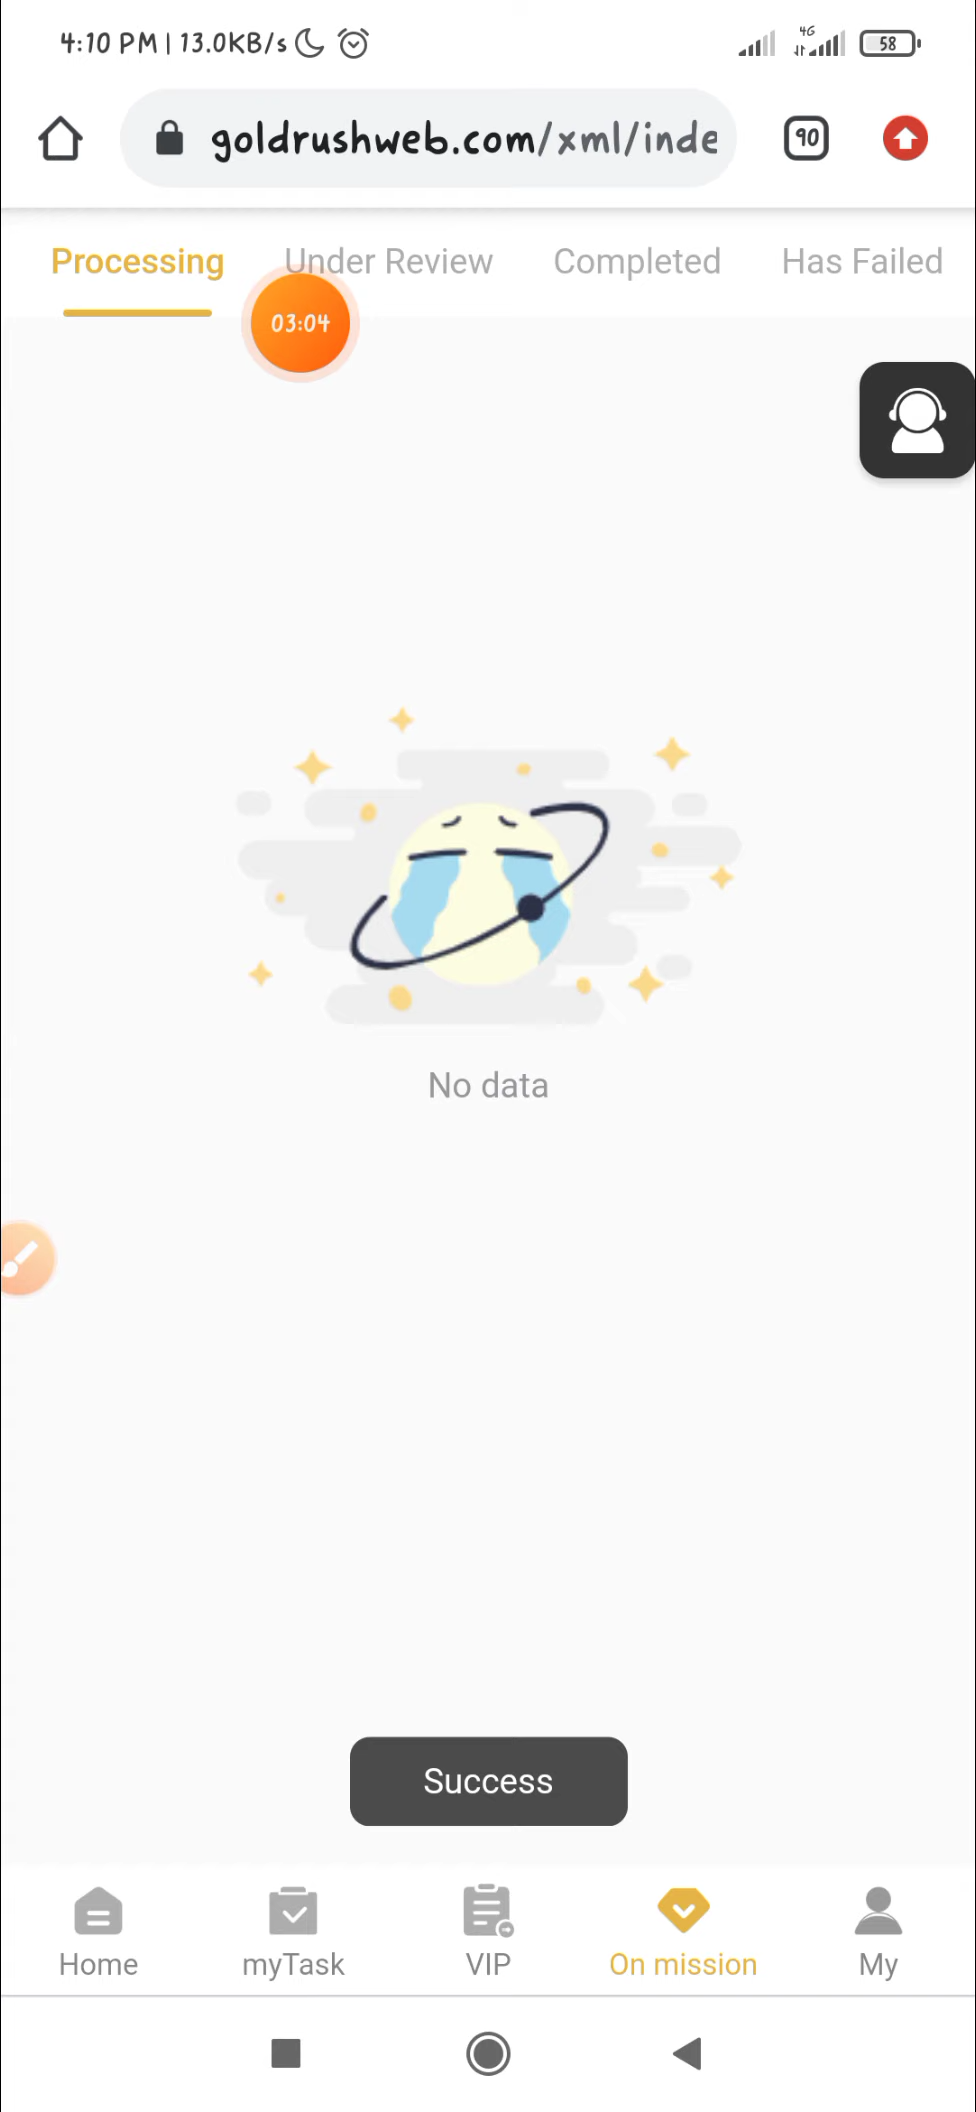 4:10 PM | 13.0KB/s
4G
58
goldrushweb.com/xml/inde
90
Processing
Under Review
Completed
Has Failed
03:04
No data
Success
Home
myTask
VIP
On mission
My